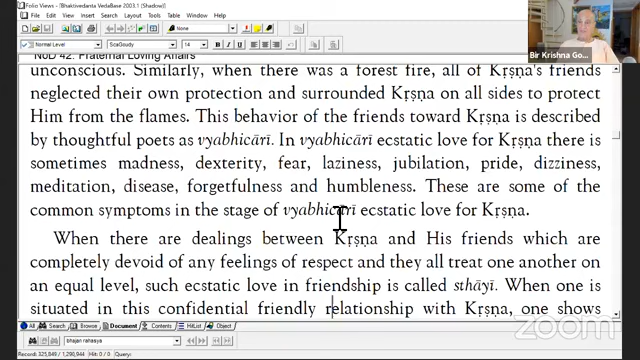 Folio Views - [Bhaktivedanta VedaBase 2003.1 (Shadow)]
File Edit View Search Layout Tools Window Help
Bir Krishna Go...
Normal Level
ScaGoudy
14
None
NoD 42: Fraternal Loving Affairs
unconscious. Similarly, when there was a forest fire, all of Kṛṣṇa's friends
neglected their own protection and surrounded Kṛṣṇa on all sides to protect
Him from the flames. This behavior of the friends toward Kṛṣṇa is described
by thoughtful poets as vyabhicārī. In vyabhicārī ecstatic love for Kṛṣṇa there is
sometimes madness, dexterity, fear, laziness, jubilation, pride, dizziness,
meditation, disease, forgetfulness and humbleness. These are some of the
common symptoms in the stage of vyabhicārī ecstatic love for Kṛṣṇa.
When there are dealings between Kṛṣṇa and His friends which are
completely devoid of any feelings of respect and they all treat one another on
an equal level, such ecstatic love in friendship is called sthāyī. When one is
situated in this confidential friendly relationship with Kṛṣṇa, one shows
All Search Browse Document Contents HitList Object
bhajan rahasya
Record: 325,849 / 1,298,944 Hit: 0 / 0 Query:
zoom